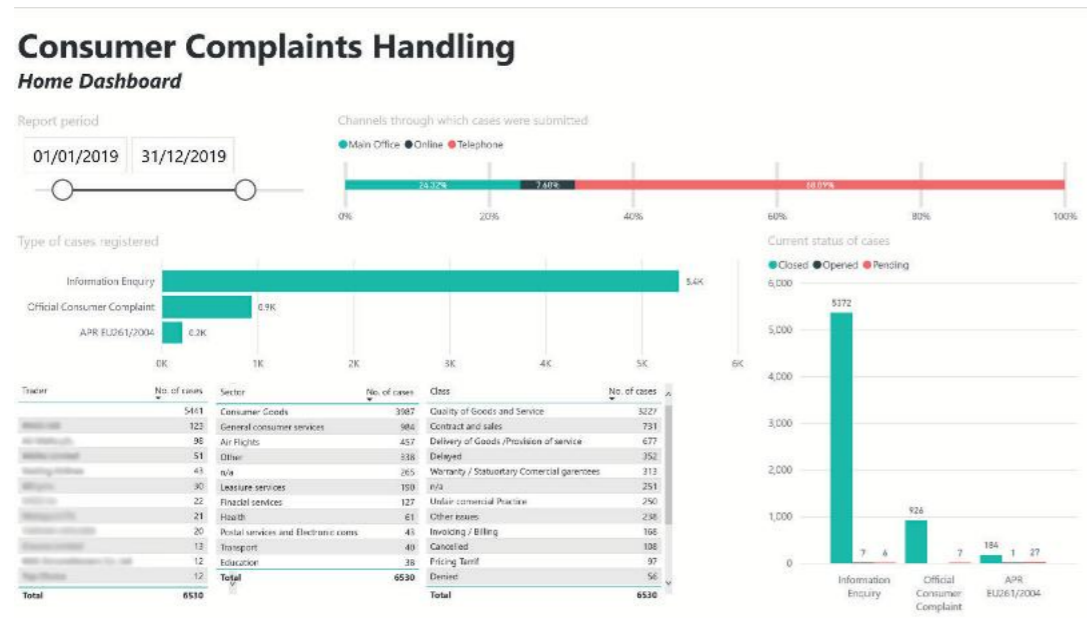 Consumer Complaints Handling
Home Dashboard
Report period
01/01/2019 31/12/2019
Channels through which cases were submitted
Main Office Online Telephone
24.32% 7.60% 68.09%
0% 20% 40% 60% 80% 100%
Type of cases registered
Information Enquiry 5.4K
Official Consumer Complaint 0.9K
APR EU261/2004 0.2K
0K 1K 2K 3K 4K 5K 6K
Current status of cases
Closed Opened Pending
6,000
5,000
4,000
3,000
2,000
1,000
0
5372 7 6
926 7
184 1 27
Information Enquiry
Official Consumer Complaint
APR EU261/2004
Trader No. of cases
5441
123
98
51
43
30
22
21
20
13
12
12
Total 6530
Sector No. of cases
Consumer Goods 3987
General consumer services 984
Air Flights 457
Other 338
n/a 265
Leasiure services 190
Finacial services 127
Health 61
Postal services and Electronic coms 43
Transport 40
Education 38
Total 6530
Class No. of cases
Quality of Goods and Service 3227
Contract and sales 731
Delivery of Goods /Provision of service 677
Delayed 352
Warranty / Statuortary Comercial garentees 313
n/a 251
Unfair comercial Practice 250
Other issues 238
Invoicing / Billing 168
Cancelled 108
Pricing Tarrif 97
Denied 56
Total 6530